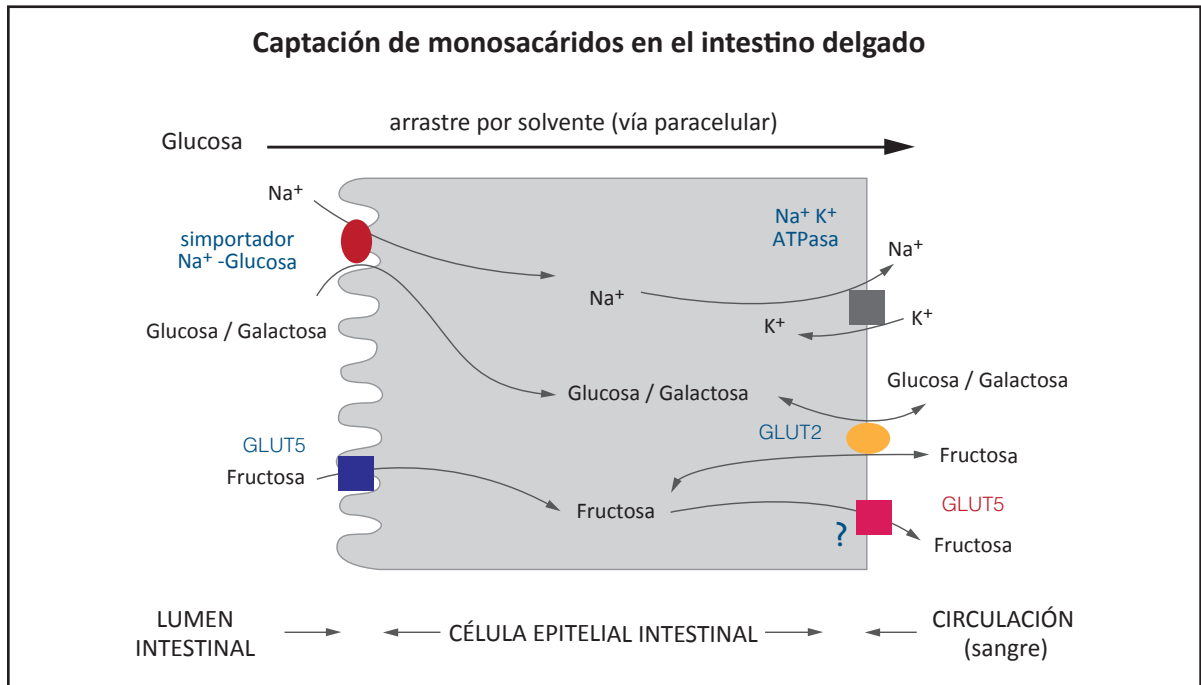 Captación de monosacáridos en el intestino delgado
arrastre por solvente (vía paracelular)
Glucosa
Na⁺
simportador
Na⁺ -Glucosa
Glucosa / Galactosa
Na⁺ K⁺
ATPasa
Na⁺
Na⁺
K⁺
K⁺
Glucosa / Galactosa
Glucosa / Galactosa
GLUT5
Fructosa
GLUT2
Fructosa
Fructosa
GLUT5
?
Fructosa
LUMEN
INTESTINAL
CÉLULA EPITELIAL INTESTINAL
CIRCULACIÓN
(sangre)